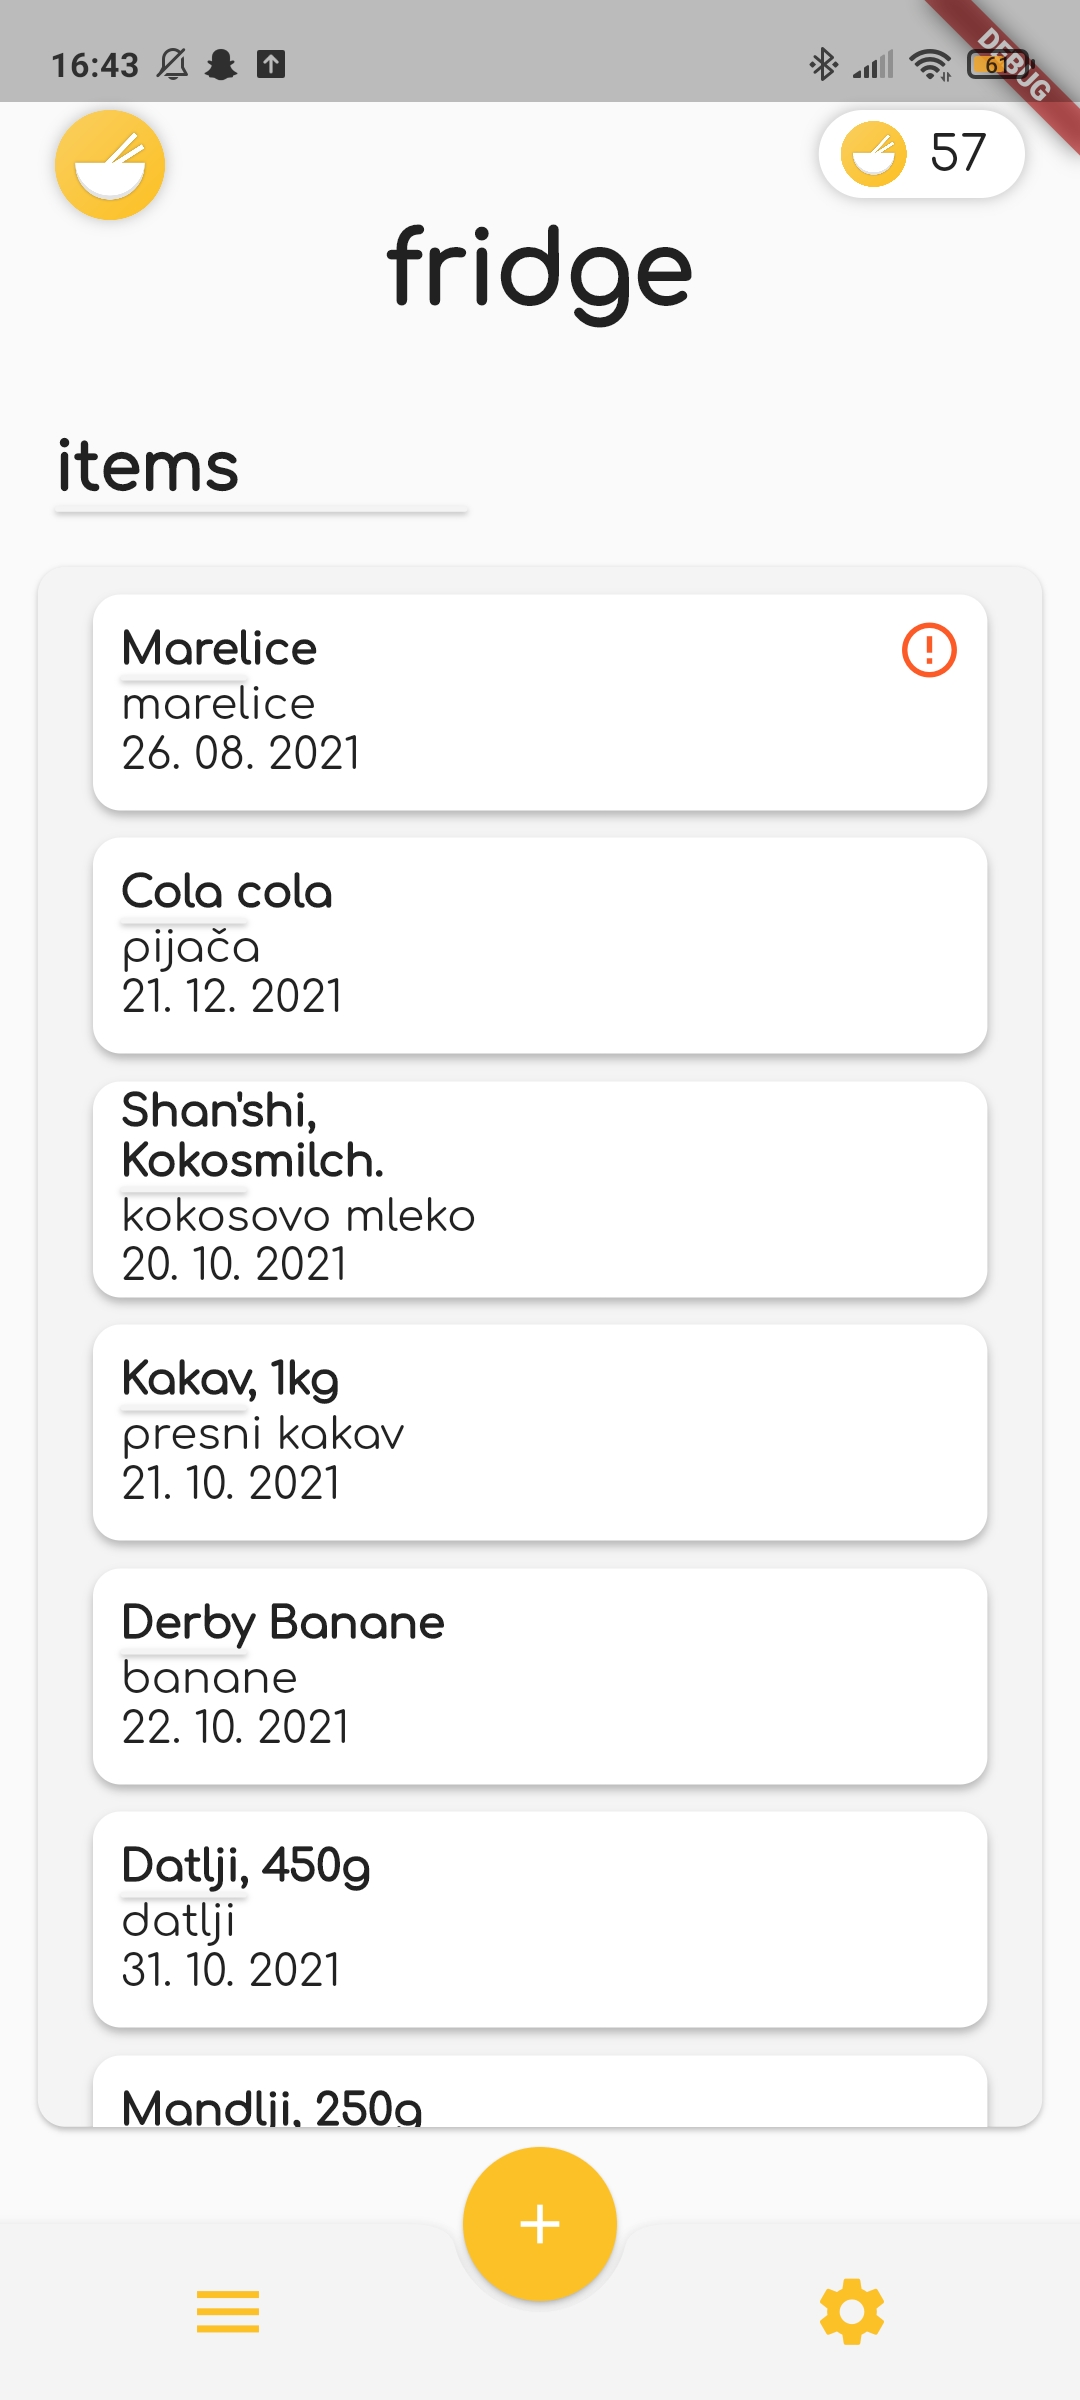 16:43
61
DEBUG
57
fridge
items
Marelice
marelice
26. 08. 2021
Cola cola
pijača
21. 12. 2021
Shan'shi,
Kokosmilch.
kokosovo mleko
20. 10. 2021
Kakav, 1kg
presni kakav
21. 10. 2021
Derby Banane
banane
22. 10. 2021
Datlji, 450g
datlji
31. 10. 2021
Mandlji, 250g